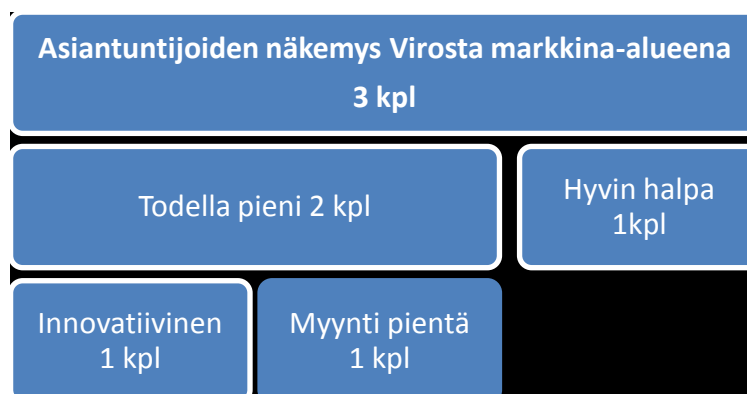 Asiantuntijoiden näkemys Virosta markkina-alueena
3 kpl
Todella pieni 2 kpl
Hyvin halpa
1kpl
Innovatiivinen
1 kpl
Myynti pientä
1 kpl